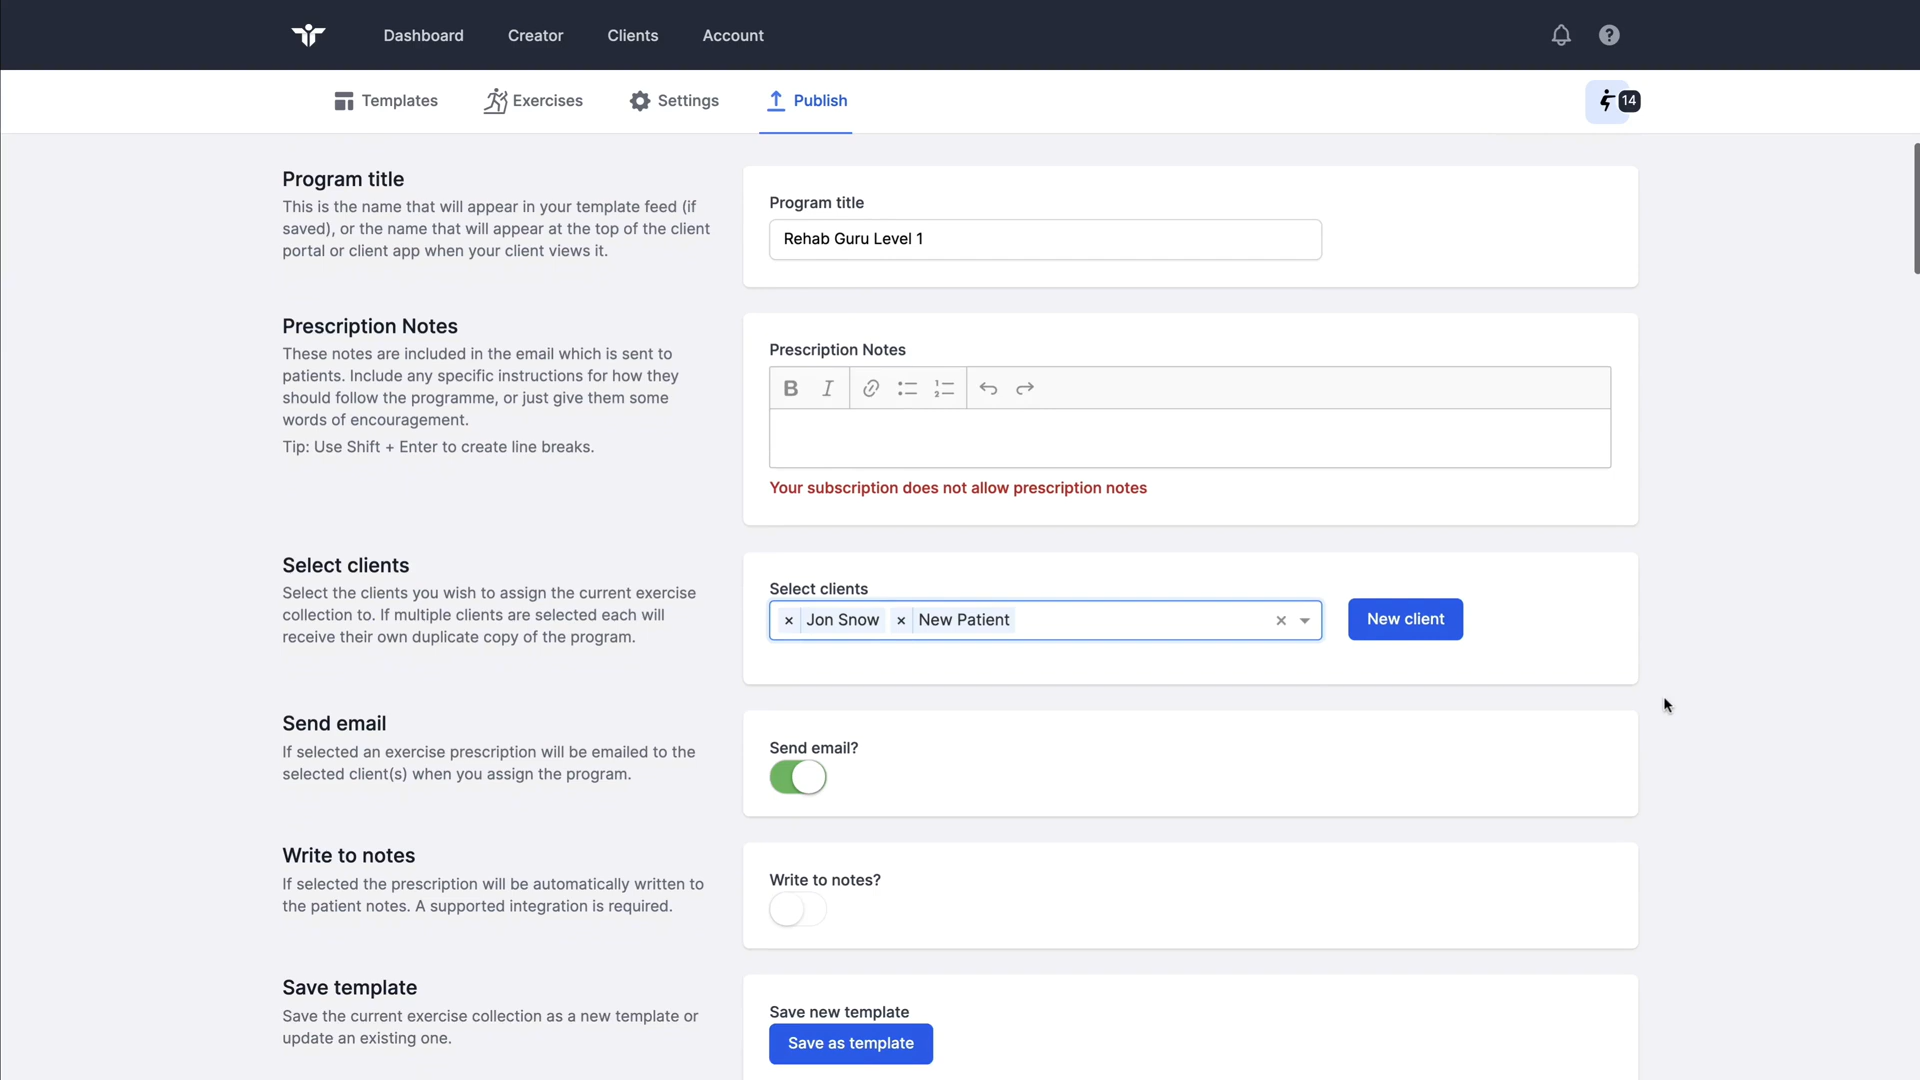 Dashboard
Creator
Clients
Account
Templates
Exercises
Settings
Publish
14
Program title
This is the name that will appear in your template feed (if
saved), or the name that will appear at the top of the client
portal or client app when your client views it.
Program title
Rehab Guru Level 1
Prescription Notes
These notes are included in the email which is sent to
patients. Include any specific instructions for how they
should follow the programme, or just give them some
words of encouragement.
Tip: Use Shift + Enter to create line breaks.
Prescription Notes
B I
Your subscription does not allow prescription notes
Select clients
Select the clients you wish to assign the current exercise
collection to. If multiple clients are selected each will
receive their own duplicate copy of the program.
Select clients
× Jon Snow × New Patient ×
New client
Send email
If selected an exercise prescription will be emailed to the
selected client(s) when you assign the program.
Send email?
Write to notes
If selected the prescription will be automatically written to
the patient notes. A supported integration is required.
Write to notes?
Save template
Save the current exercise collection as a new template or
update an existing one.
Save new template
Save as template